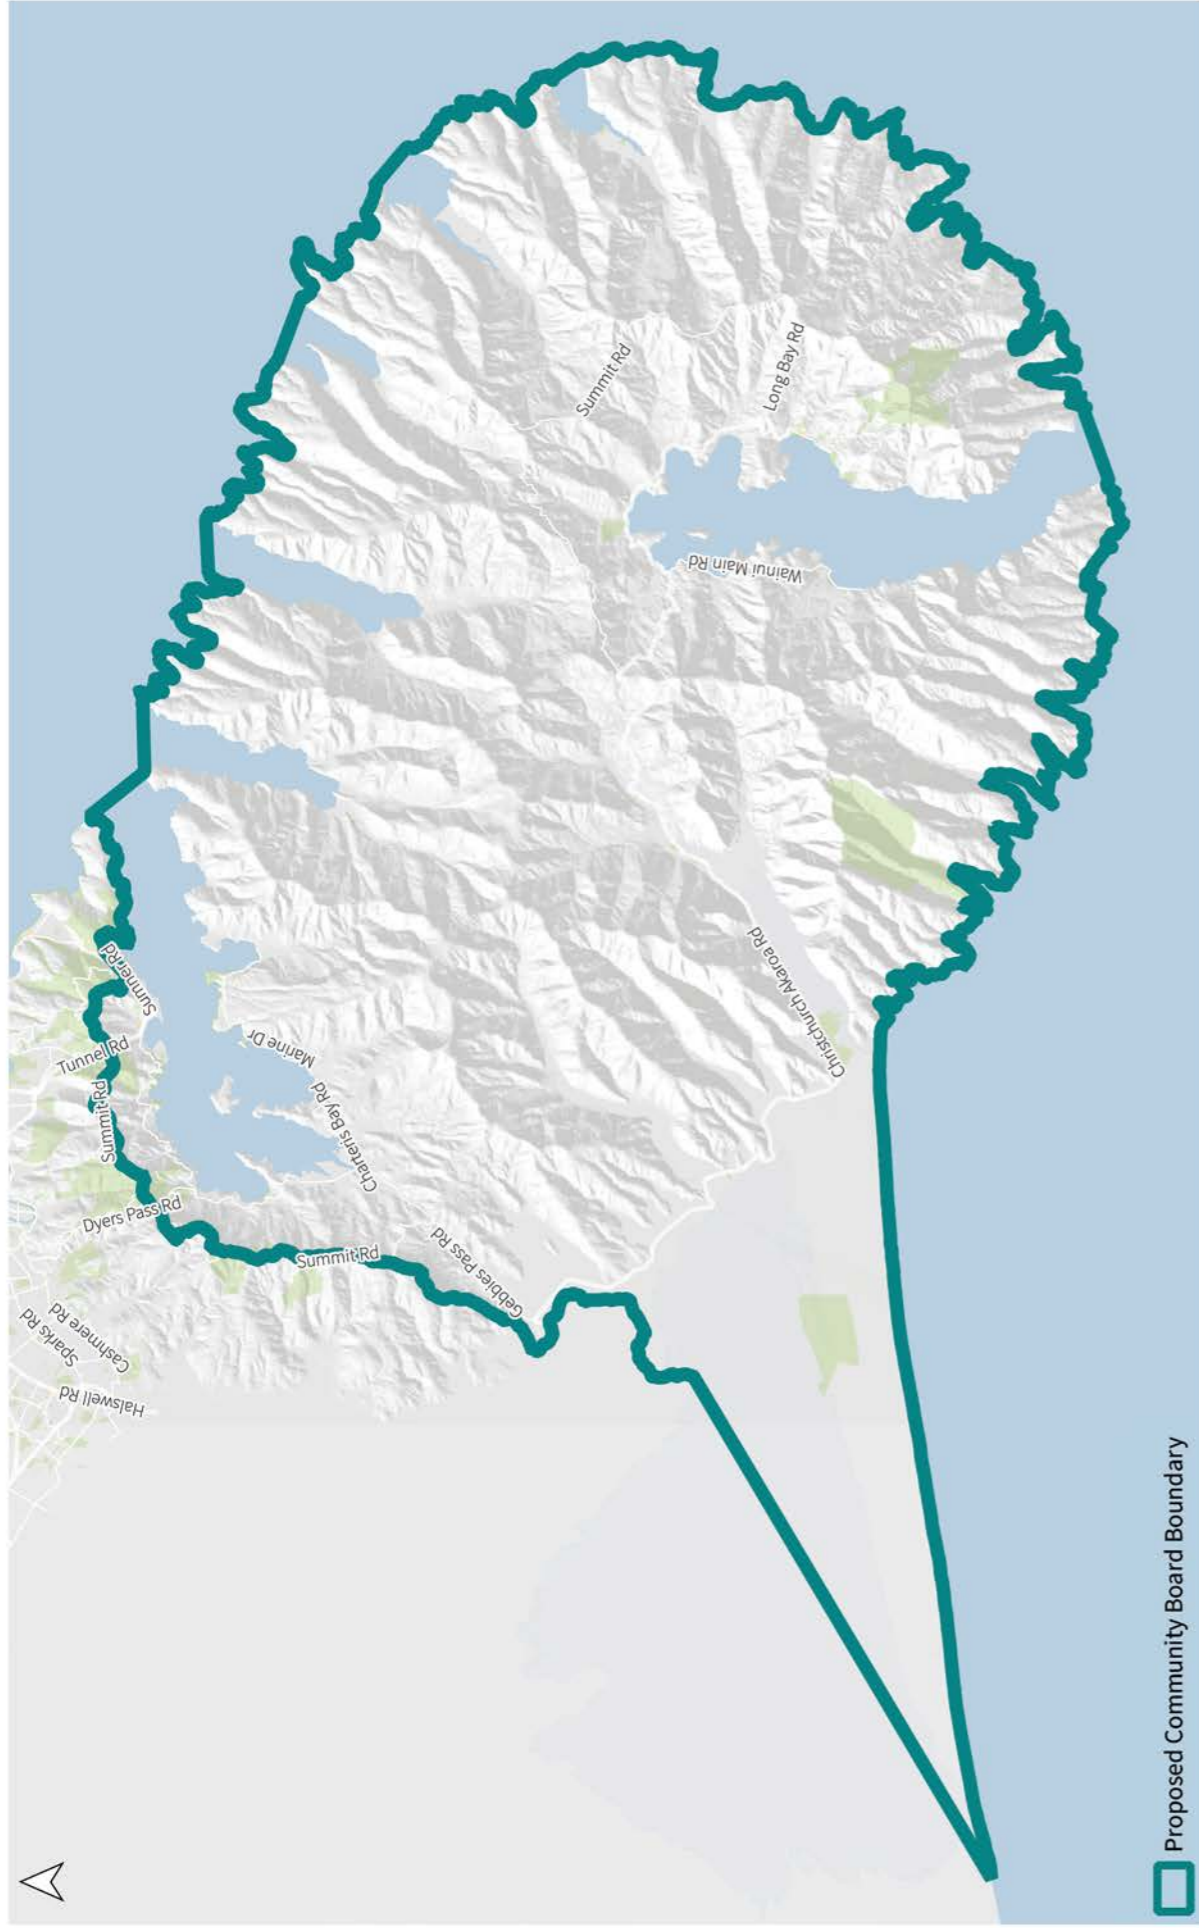 Sumner Rd
Tunnel Rd
Summit Rd
Dyers Pass Rd
Sparks Rd
Cashmere Rd
Halswell Rd
Marine Dr
Charteris Bay Rd
Summit Rd
Gebbies Pass Rd
Summit Rd
Long Bay Rd
Wainui Main Rd
Christchurch Akaroa Rd
Proposed Community Board Boundary